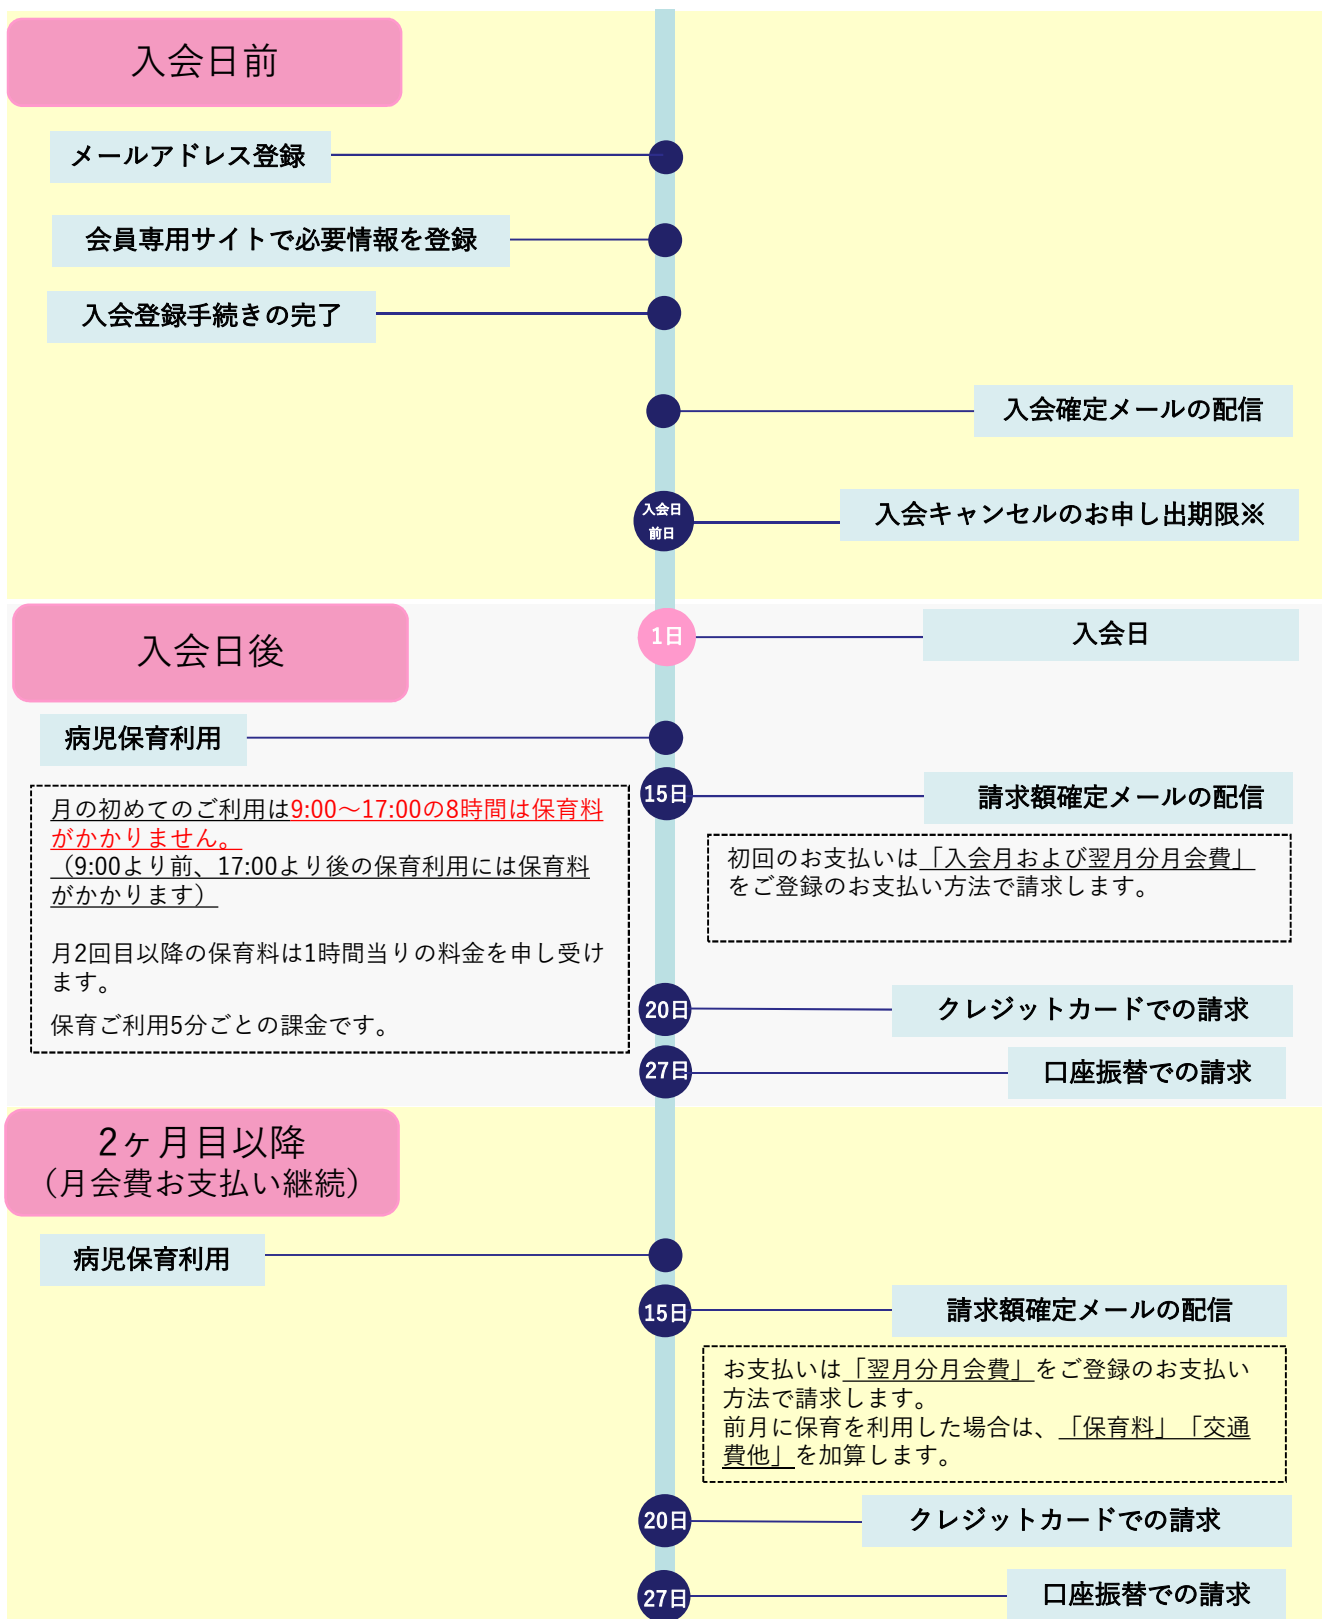 入会日前
メールアドレス登録
会員専用サイトで必要情報を登録
入会登録手続きの完了
入会確定メールの配信
入会日
前日
入会キャンセルのお申し出期限※
入会日後
1日
入会日
病児保育利用
15日
請求額確定メールの配信
月の初めてのご利用は9:00～17:00の8時間は保育料
がかかりません。
（9:00より前、17:00より後の保育利用には保育料
がかかります）
月2回目以降の保育料は1時間当りの料金を申し受け
ます。
保育ご利用5分ごとの課金です。
初回のお支払いは「入会月および翌月分月会費」
をご登録のお支払い方法で請求します。
20日
クレジットカードでの請求
27日
口座振替での請求
2ヶ月目以降
（月会費お支払い継続）
病児保育利用
15日
請求額確定メールの配信
お支払いは「翌月分月会費」をご登録のお支払い
方法で請求します。
前月に保育を利用した場合は、「保育料」「交通
費他」を加算します。
20日
クレジットカードでの請求
27日
口座振替での請求